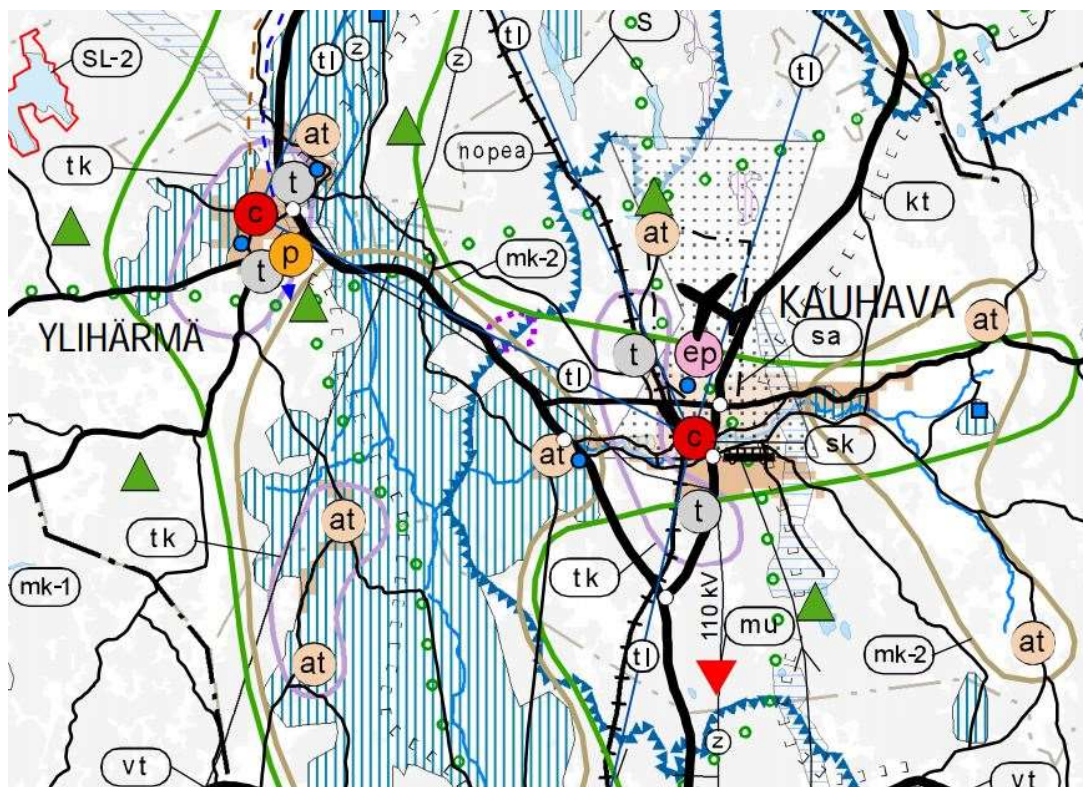 SL-2
tl
z
z
tl
s
tl
at
tk
t
nopea
kt
c
at
mk-2
p
t
KAUHAVA
YLIHÄRMÄ
at
t
ep
sa
tl
c
sk
at
at
t
tk
tk
110 kV
mk-1
mu
at
at
tl
mk-2
z
vt
vt